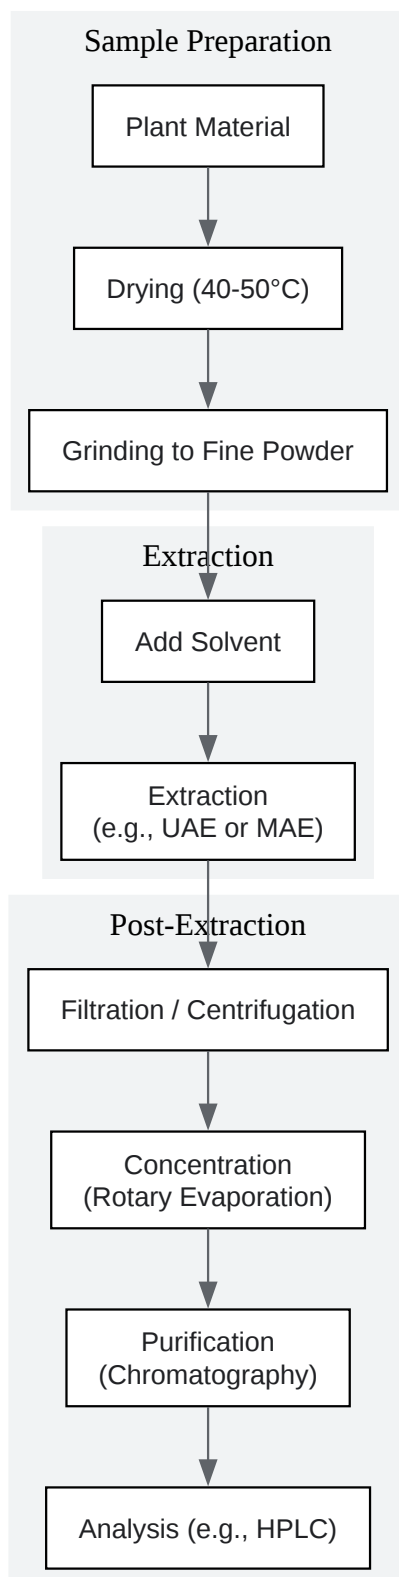 Sample Preparation
Plant Material
Drying (40-50°C)
Grinding to Fine Powder
Extraction
Add Solvent
Extraction
(e.g., UAE or MAE)
Post-Extraction
Filtration / Centrifugation
Concentration
(Rotary Evaporation)
Purification
(Chromatography)
Analysis (e.g., HPLC)